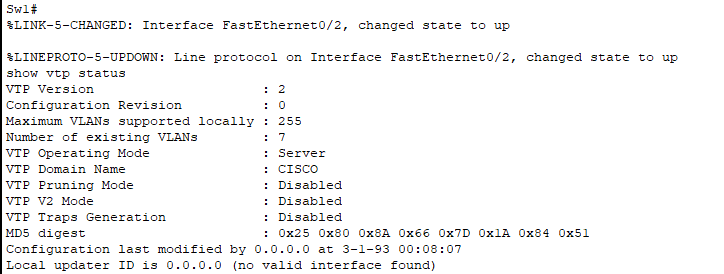 Sw1#
%LINK-5-CHANGED: Interface FastEthernet0/2, changed state to up
%LINEPROTO-5-UPDOWN: Line protocol on Interface FastEthernet0/2, changed state to up
show vtp status
VTP Version : 2
Configuration Revision : 0
Maximum VLANs supported locally : 255
Number of existing VLANs : 7
VTP Operating Mode : Server
VTP Domain Name : CISCO
VTP Pruning Mode : Disabled
VTP V2 Mode : Disabled
VTP Traps Generation : Disabled
MD5 digest : 0x25 0x80 0x8A 0x66 0x7D 0x1A 0x84 0x51
Configuration last modified by 0.0.0.0 at 3-1-93 00:08:07
Local updater ID is 0.0.0.0 (no valid interface found)